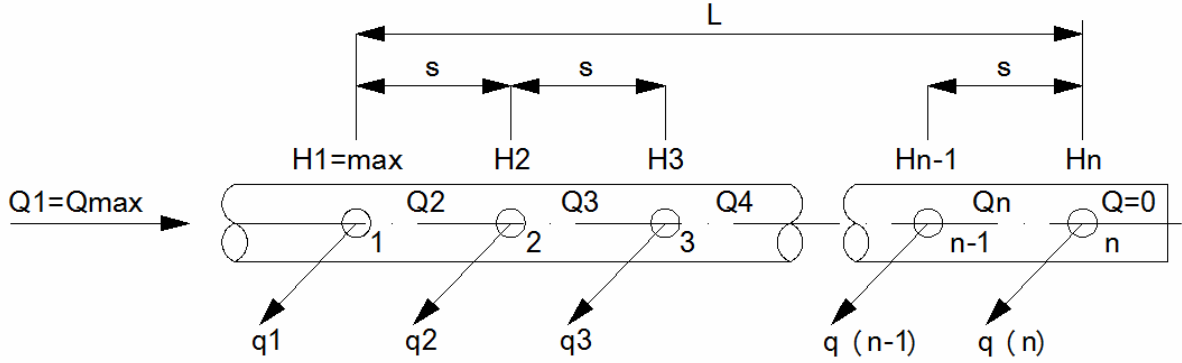 L
s s s
H1=max H2 H3 Hn-1 Hn
Q1=Qmax Q2 Q3 Q4 Qn Q=0
1 2 3 n-1 n
q1 q2 q3 q (n-1) q (n)